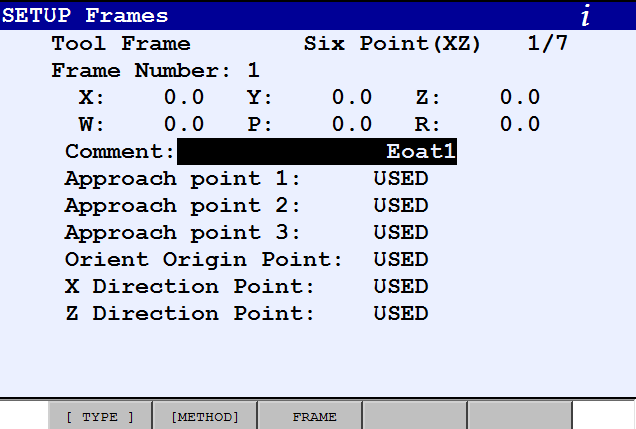 SETUP Frames i
Tool Frame Six Point(XZ) 1/7
Frame Number: 1
X: 0.0 Y: 0.0 Z: 0.0
W: 0.0 P: 0.0 R: 0.0
Comment: Eoat1
Approach point 1: USED
Approach point 2: USED
Approach point 3: USED
Orient Origin Point: USED
X Direction Point: USED
Z Direction Point: USED
[ TYPE ] [METHOD] FRAME